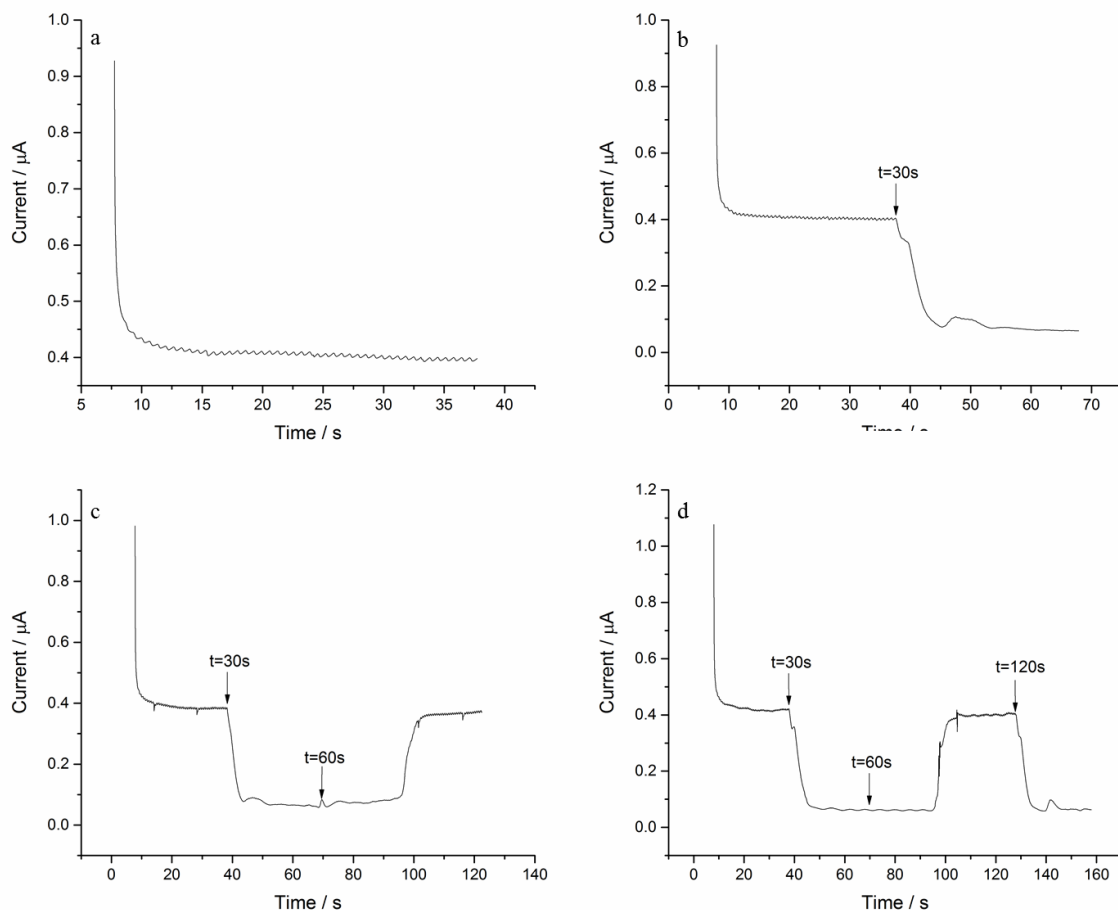 a
1.0
0.9
0.8
0.7
0.6
0.5
0.4
Current / µA
5 10 15 20 25 30 35 40
Time / s
b
1.0
0.8
0.6
0.4
0.2
0.0
Current / µA
t=30s
0 10 20 30 40 50 60 70
Time / s
c
1.0
0.8
0.6
0.4
0.2
0.0
Current / µA
t=30s
t=60s
0 20 40 60 80 100 120 140
Time / s
d
1.2
1.0
0.8
0.6
0.4
0.2
0.0
Current / µA
t=30s
t=60s
t=120s
0 20 40 60 80 100 120 140 160
Time / s